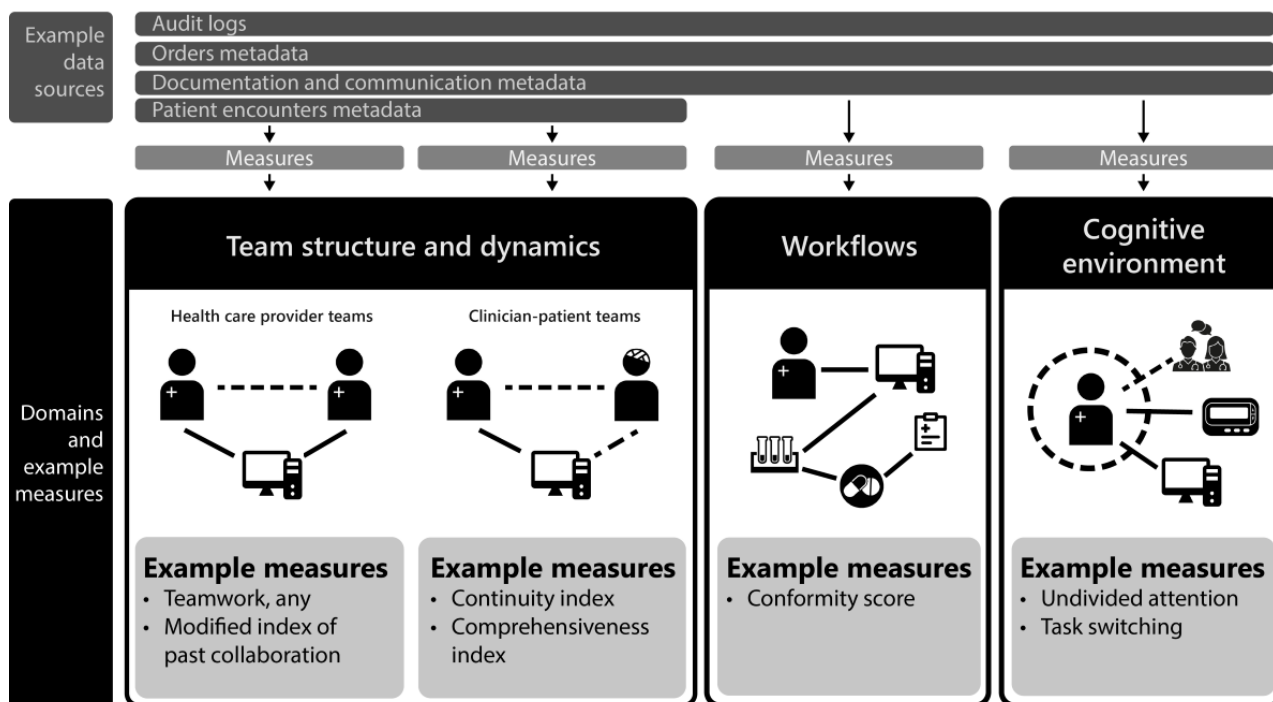 Example
data
sources
Audit logs
Orders metadata
Documentation and communication metadata
Patient encounters metadata
Measures
Measures
Measures
Measures
Domains
and
example
measures
Team structure and dynamics
Health care provider teams
Clinician-patient teams
Example measures
• Teamwork, any
• Modified index of
past collaboration
Example measures
• Continuity index
• Comprehensiveness
index
Workflows
Example measures
• Conformity score
Cognitive
environment
Example measures
• Undivided attention
• Task switching